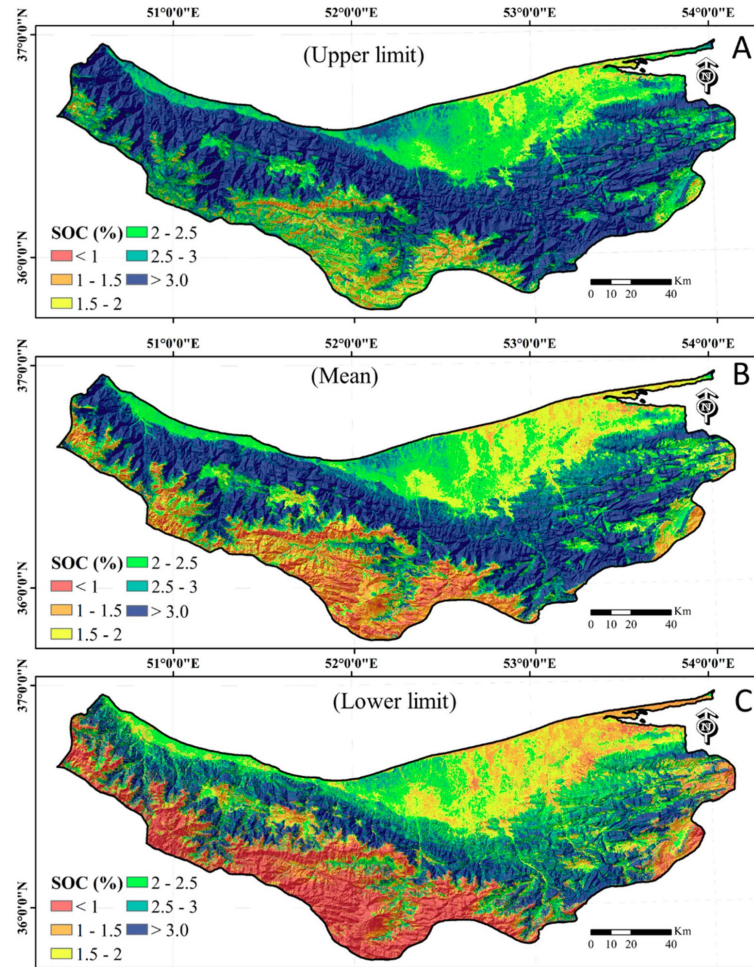 51°0'0"E 52°0'0"E 53°0'0"E 54°0'0"E
37°0'0"N
36°0'0"N
(Upper limit)
A
N
SOC (%)
< 1
1 - 1.5
1.5 - 2
2 - 2.5
2.5 - 3
> 3.0
Km
0 10 20 40
51°0'0"E 52°0'0"E 53°0'0"E 54°0'0"E
37°0'0"N
36°0'0"N
(Mean)
B
N
SOC (%)
< 1
1 - 1.5
1.5 - 2
2 - 2.5
2.5 - 3
> 3.0
Km
0 10 20 40
51°0'0"E 52°0'0"E 53°0'0"E 54°0'0"E
37°0'0"N
36°0'0"N
(Lower limit)
C
N
SOC (%)
< 1
1 - 1.5
1.5 - 2
2 - 2.5
2.5 - 3
> 3.0
Km
0 10 20 40